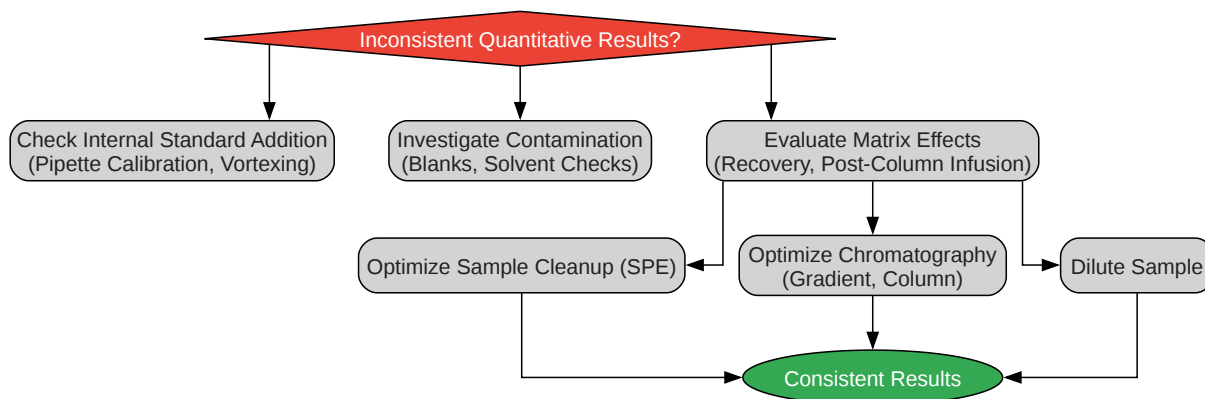 Inconsistent Quantitative Results?
Check Internal Standard Addition
(Pipette Calibration, Vortexing)
Investigate Contamination
(Blanks, Solvent Checks)
Evaluate Matrix Effects
(Recovery, Post-Column Infusion)
Optimize Sample Cleanup (SPE)
Optimize Chromatography
(Gradient, Column)
Dilute Sample
Consistent Results